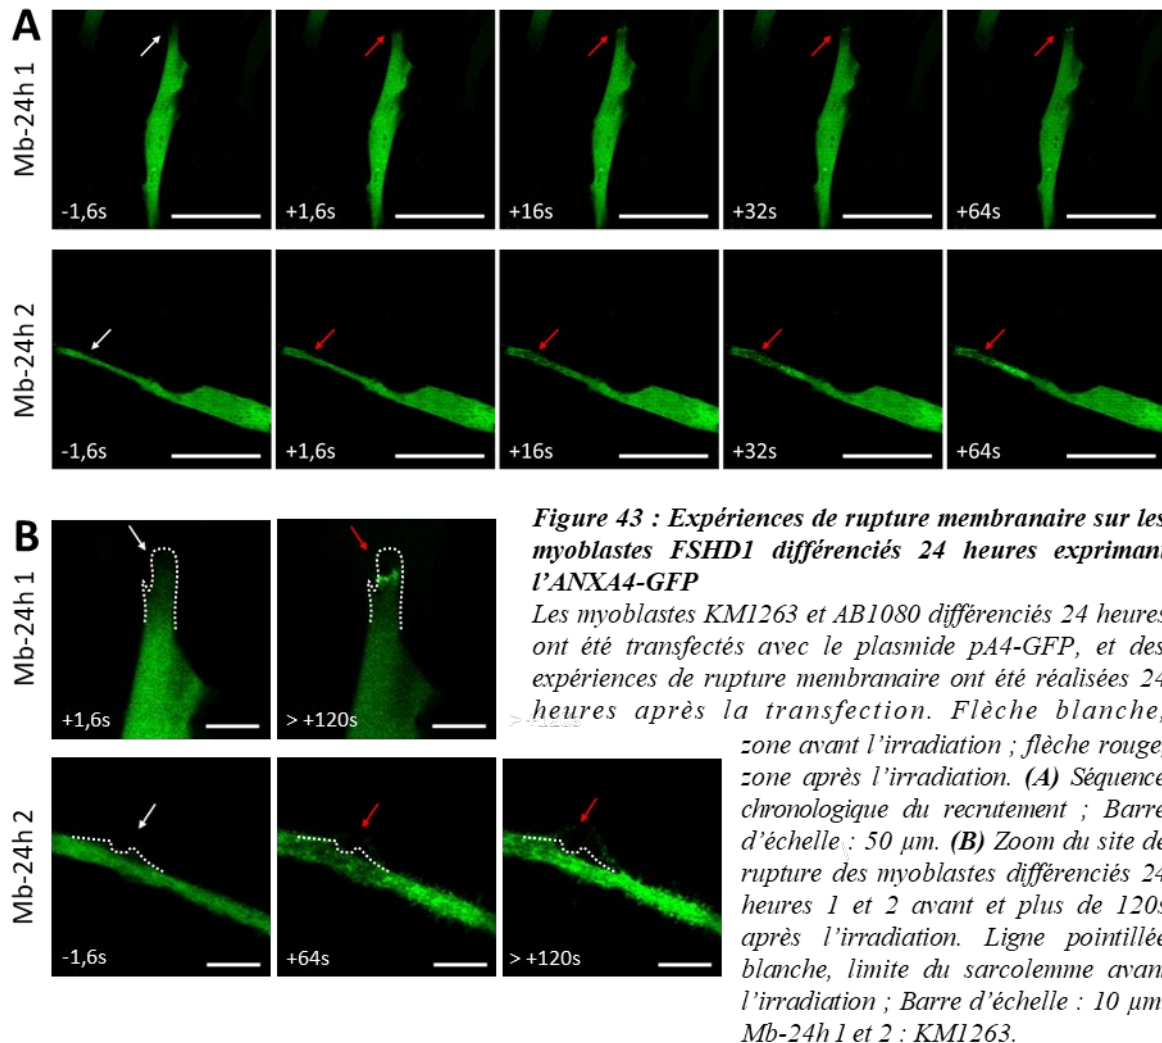 A
Mb-24h 1
-1,6s
+1,6s
+16s
+32s
+64s
Mb-24h 2
-1,6s
+1,6s
+16s
+32s
+64s
B
Mb-24h 1
+1,6s
> +120s
Mb-24h 2
-1,6s
+64s
> +120s
Figure 43 : Expériences de rupture membranaire sur les
myoblastes FSHD1 différenciés 24 heures expriman
l'ANXA4-GFP
Les myoblastes KM1263 et AB1080 différenciés 24 heures
ont été transfectés avec le plasmide pA4-GFP, et des
expériences de rupture membranaire ont été réalisées 24
heures après la transfection. Flèche blanche,
zone avant l'irradiation ; flèche rouge,
zone après l'irradiation. (A) Séquence
chronologique du recrutement ; Barre
d'échelle : 50 µm. (B) Zoom du site de
rupture des myoblastes différenciés 24
heures 1 et 2 avant et plus de 120s
après l'irradiation. Ligne pointillée
blanche, limite du sarcolemme avan
l'irradiation ; Barre d'échelle : 10 µm.
Mb-24h 1 et 2 : KM1263.